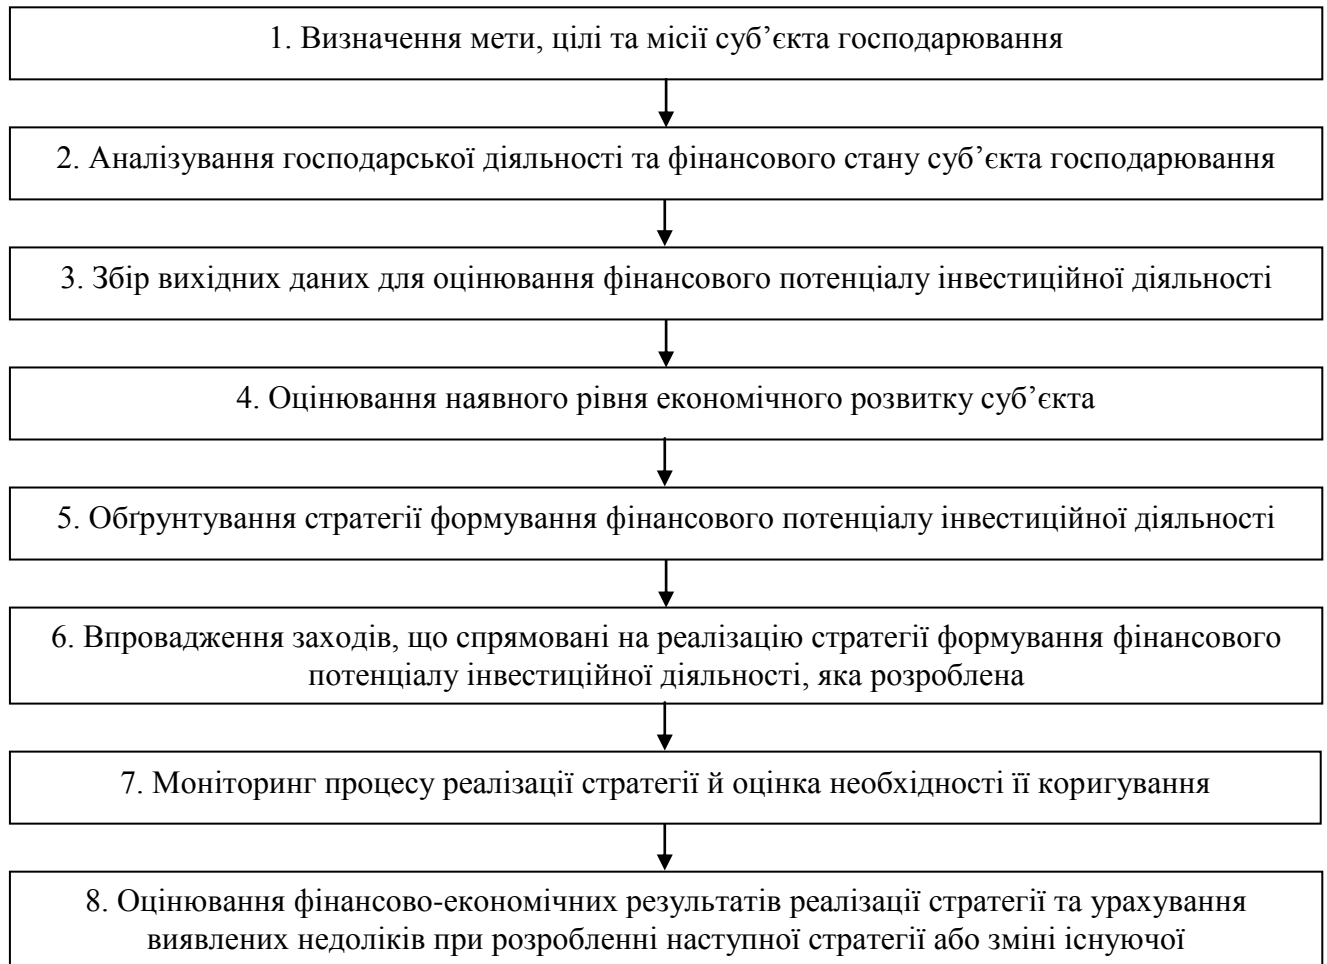 1. Визначення мети, цілі та місії суб’єкта господарювання
2. Аналізування господарської діяльності та фінансового стану суб’єкта господарювання
3. Збір вихідних даних для оцінювання фінансового потенціалу інвестиційної діяльності
4. Оцінювання наявного рівня економічного розвитку суб’єкта
5. Обґрунтування стратегії формування фінансового потенціалу інвестиційної діяльності
6. Впровадження заходів, що спрямовані на реалізацію стратегії формування фінансового
потенціалу інвестиційної діяльності, яка розроблена
7. Моніторинг процесу реалізації стратегії й оцінка необхідності її коригування
8. Оцінювання фінансово-економічних результатів реалізації стратегії та урахування
виявлених недоліків при розробленні наступної стратегії або зміні існуючої